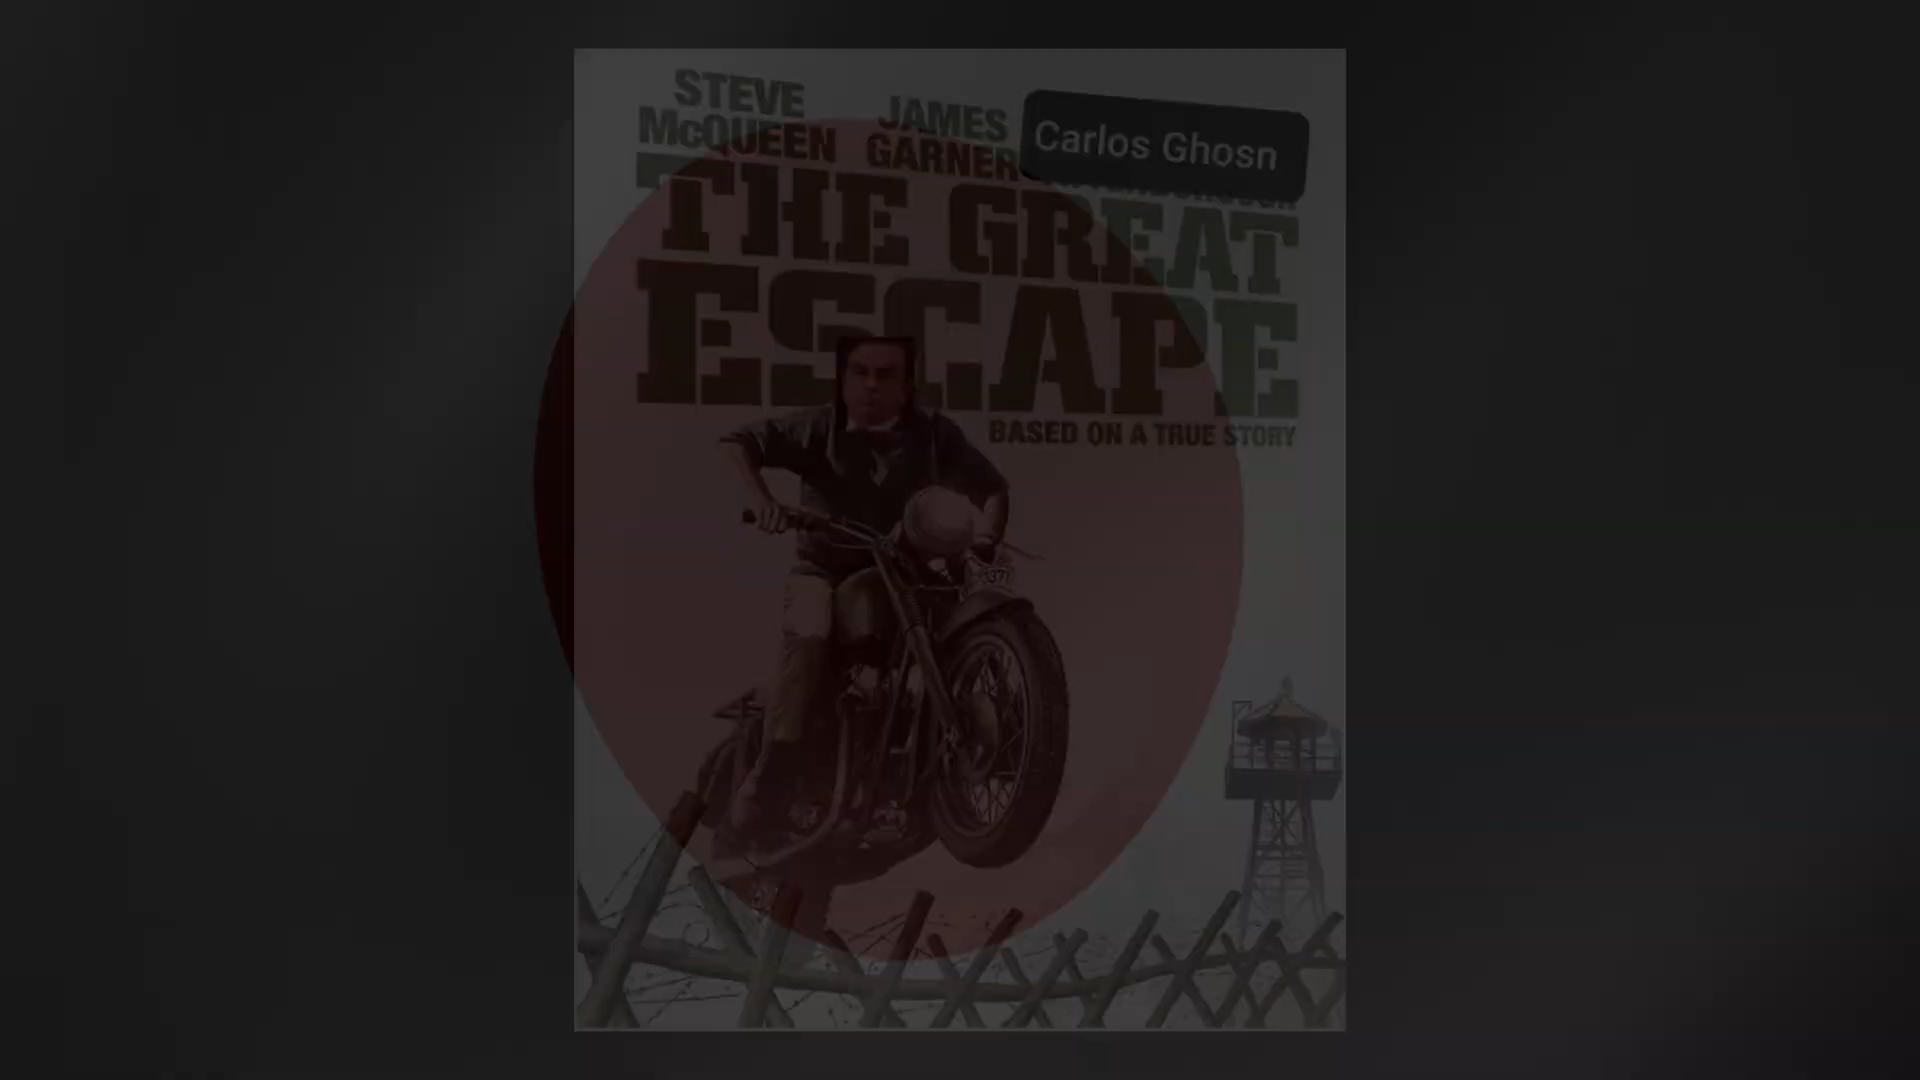 STEVE
McQUEEN
JAMES
GARNER
Carlos Ghosn
THE GREAT
ESCAPE
BASED ON A TRUE STORY